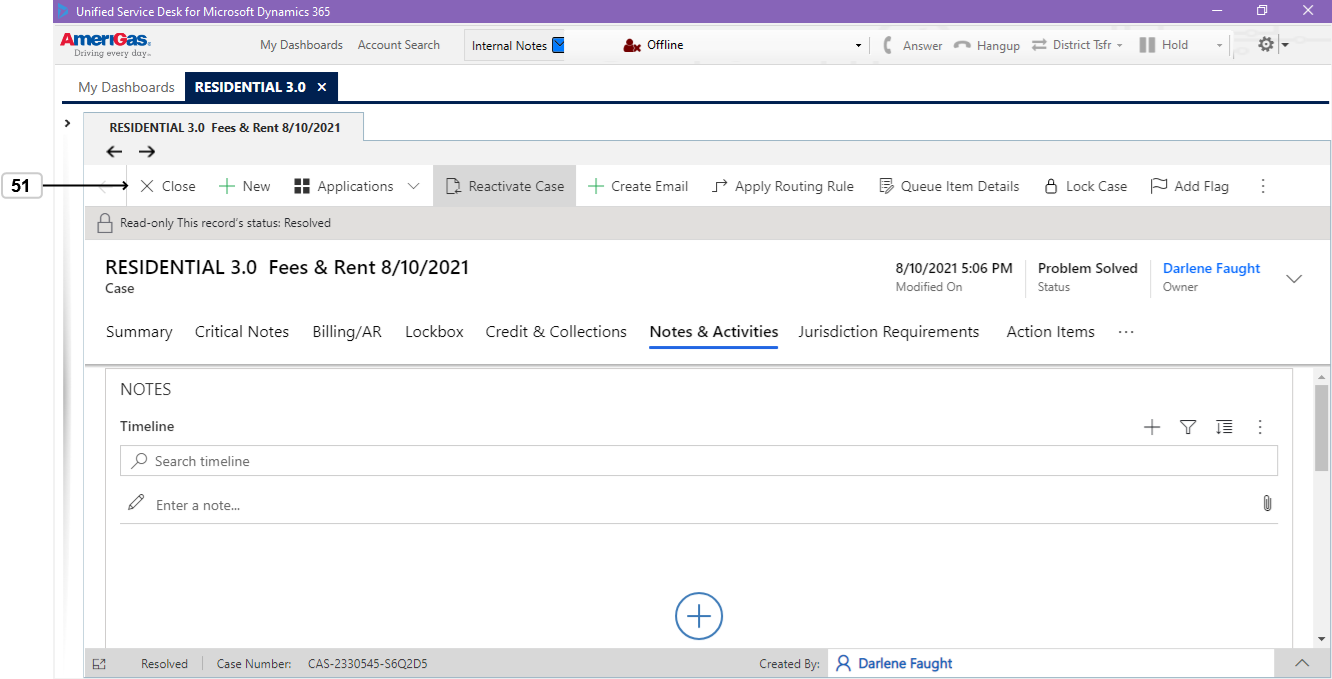 Unified Service Desk for Microsoft Dynamics 365
AmeriGas.
Driving every day..
My Dashboards Account Search Internal Notes Offline Answer Hangup District Tsfr Hold
My Dashboards RESIDENTIAL 3.0 ×
RESIDENTIAL 3.0 Fees & Rent 8/10/2021
51
Close New Applications Reactivate Case Create Email Apply Routing Rule Queue Item Details Lock Case Add Flag
Read-only This record's status: Resolved
RESIDENTIAL 3.0 Fees & Rent 8/10/2021
Case
8/10/2021 5:06 PM Problem Solved Darlene Faught
Modified On Status Owner
Summary Critical Notes Billing/AR Lockbox Credit & Collections Notes & Activities Jurisdiction Requirements Action Items ...
NOTES
Timeline
Search timeline
Enter a note...
Resolved Case Number: CAS-2330545-S6Q2D5 Created By: Darlene Faught